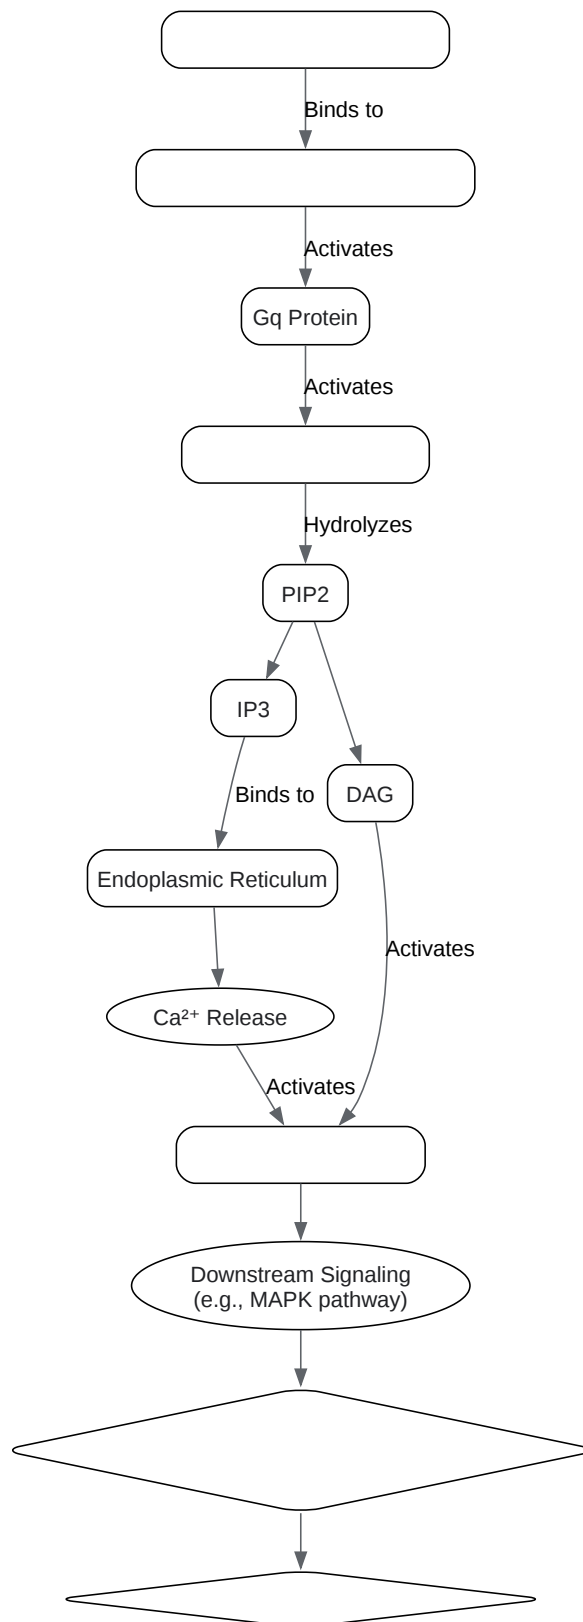 Binds to
Activates
Gq Protein
Activates
Hydrolyzes
PIP2
IP3
DAG
Binds to
Endoplasmic Reticulum
Activates
Ca²⁺ Release
Activates
Downstream Signaling
(e.g., MAPK pathway)